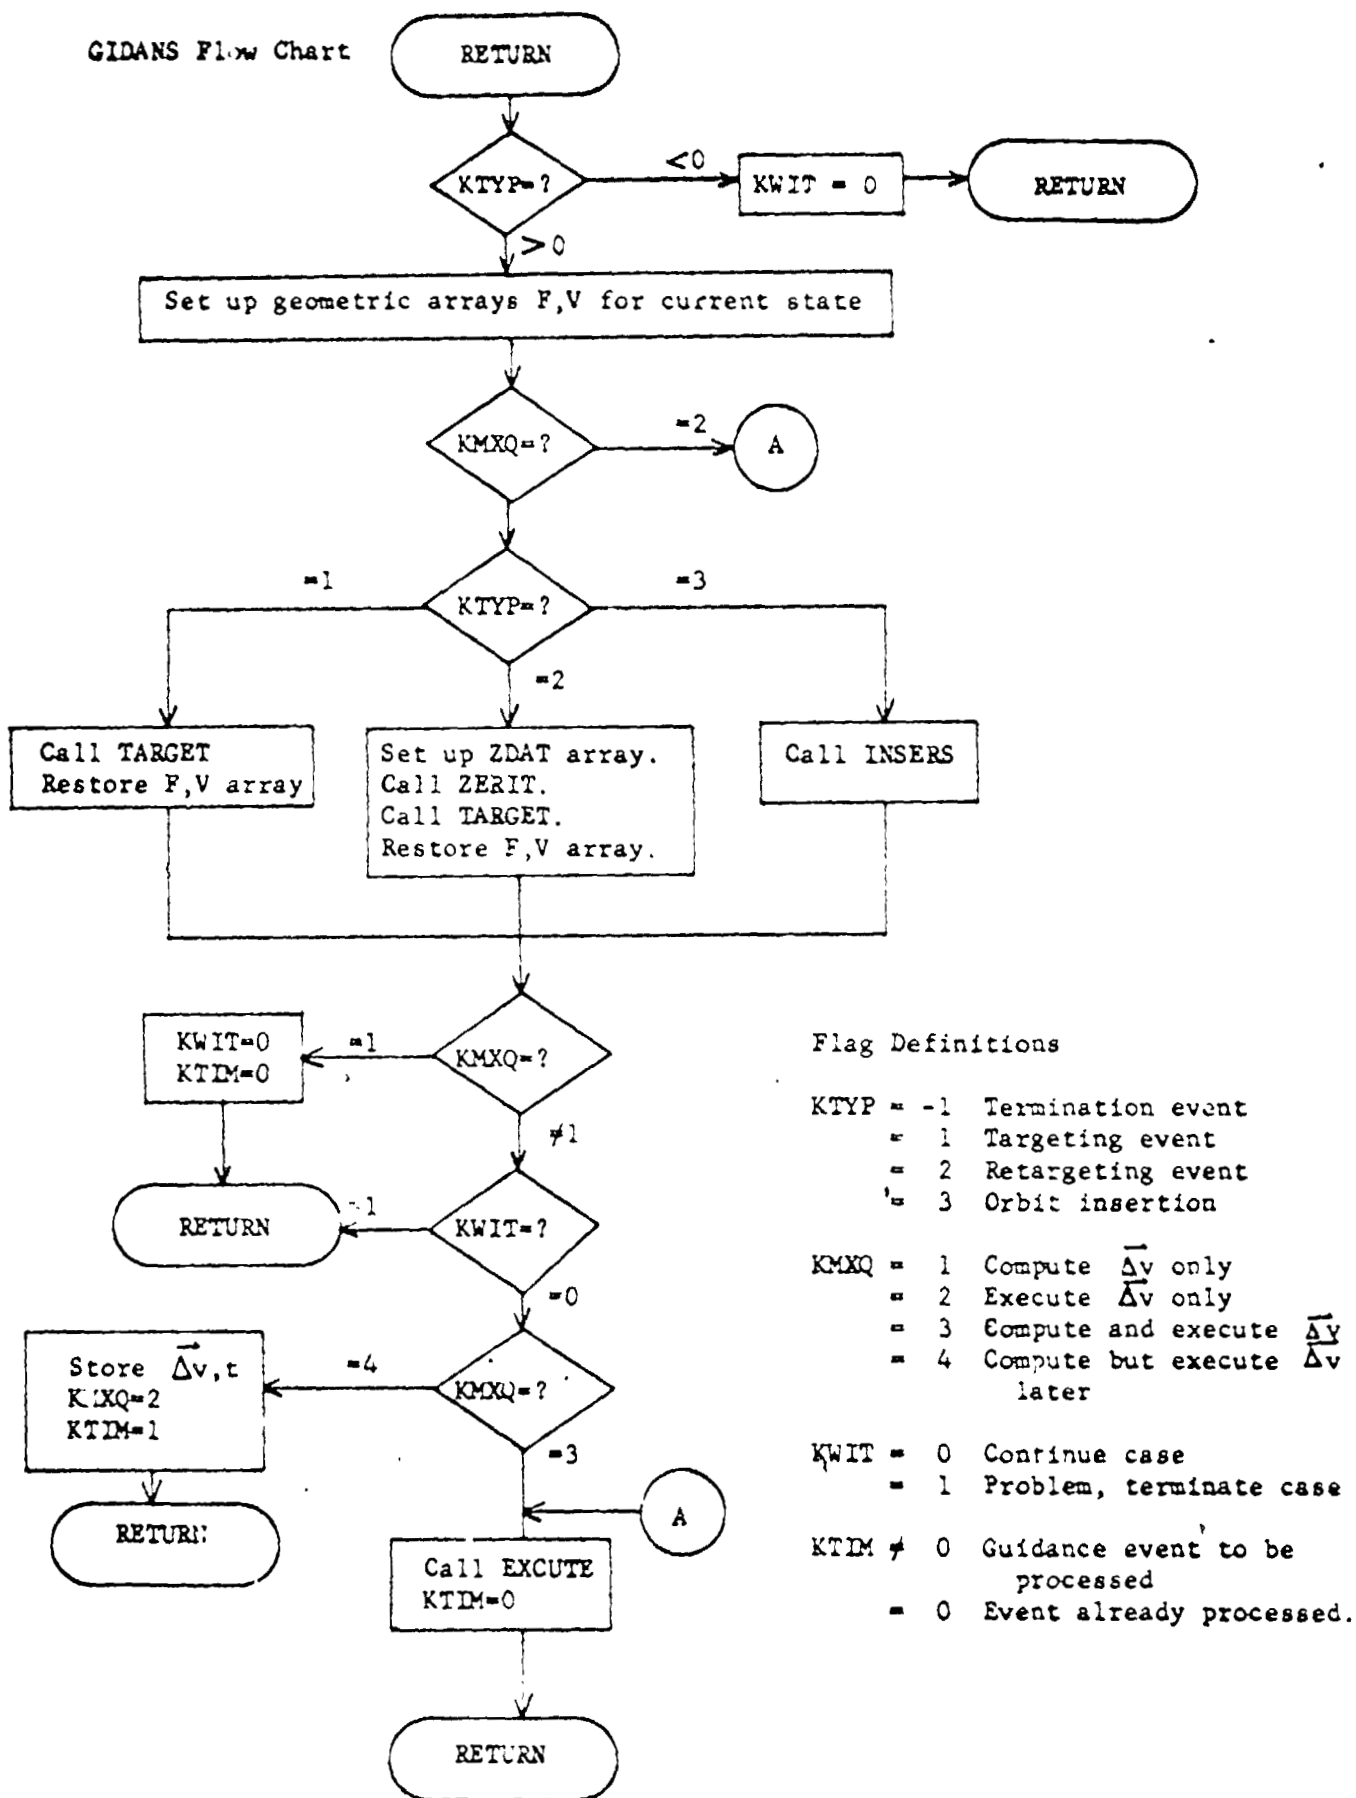 GIDANS Flow Chart
RETURN
KTYP=?
<0
KWIT = 0
RETURN
>0
Set up geometric arrays F,V for current state
KMXQ=?
=2
A
=1
KTYP=?
=3
=2
Call TARGET
Restore F,V array
Set up ZDAT array.
Call ZERIT.
Call TARGET.
Restore F,V array.
Call INSERS
KWIT=0
KTIM=0
=1
KMXQ=?
≠1
RETURN
=1
KWIT=?
=0
Store Δv,t
KMXQ=2
KTIM=1
=4
KMXQ=?
=3
RETURN
A
Call EXCUTE
KTIM=0
RETURN
Flag Definitions
KTYP = -1 Termination event
= 1 Targeting event
= 2 Retargeting event
= 3 Orbit insertion
KMXQ = 1 Compute Δv only
= 2 Execute Δv only
= 3 Compute and execute Δv
= 4 Compute but execute Δv
later
KWIT = 0 Continue case
= 1 Problem, terminate case
KTIM ≠ 0 Guidance event to be
processed
= 0 Event already processed.